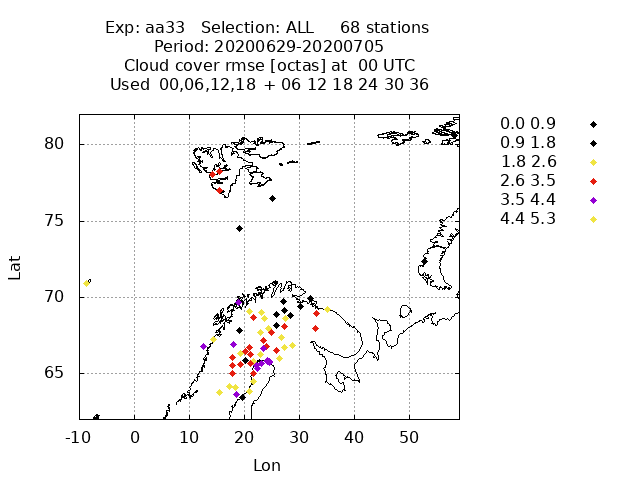 Exp: aa33   Selection: ALL     68 stations
Period: 20200629-20200705
Cloud cover rmse [octas] at  00 UTC
Used  00,06,12,18  + 06 12 18 24 30 36
0.0 0.9
0.9 1.8
1.8 2.6
2.6 3.5
3.5 4.4
4.4 5.3
80
75
70
65
Lat
-10 0 10 20 30 40 50
Lon